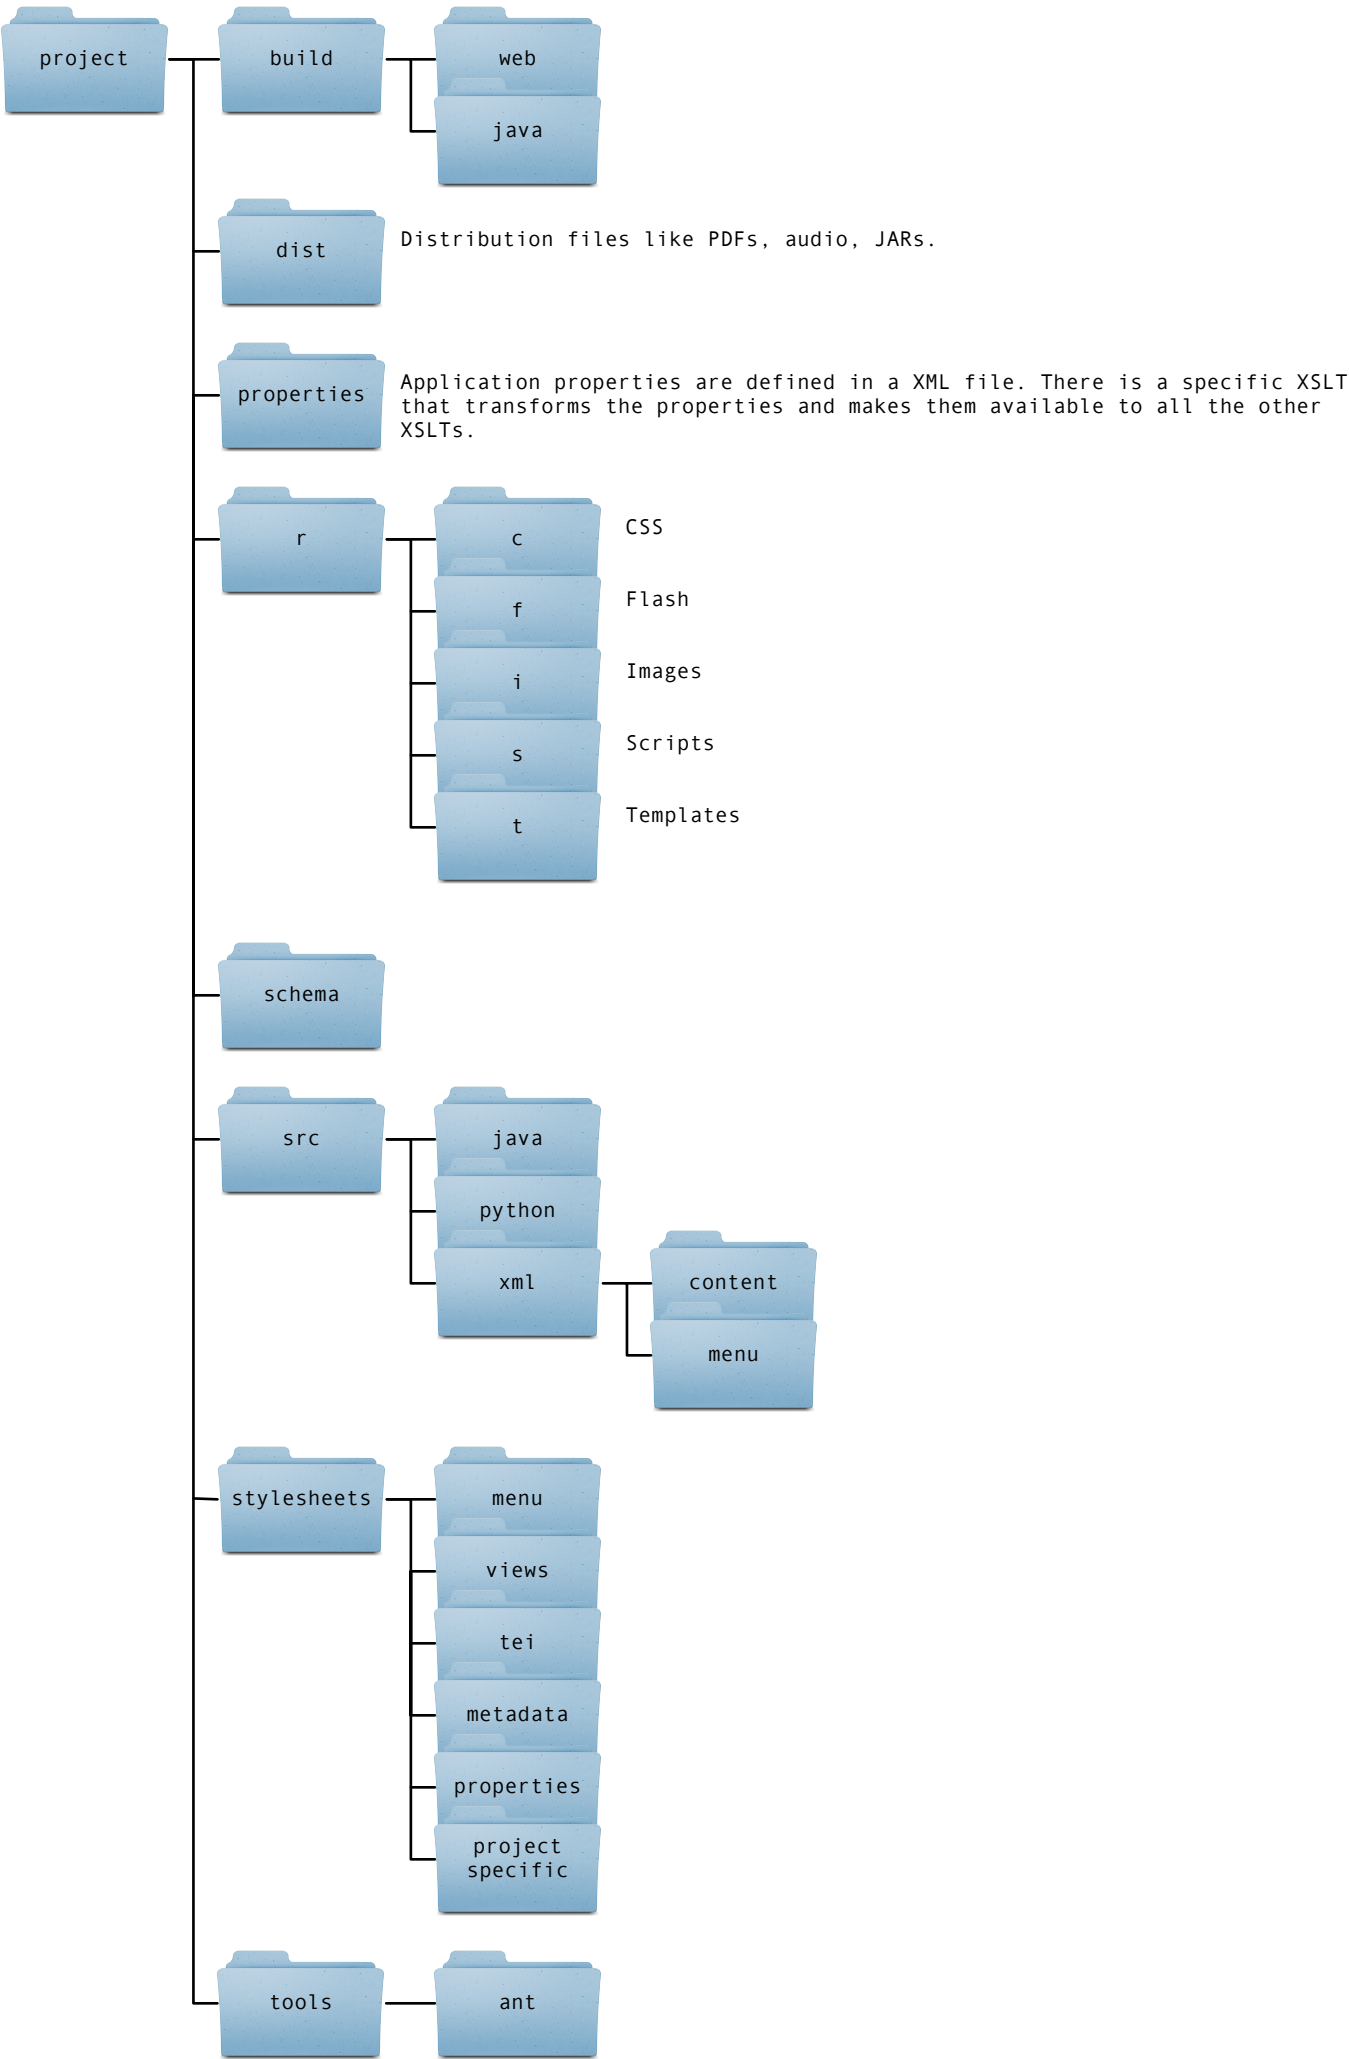 project
build
web
java
dist
Distribution files like PDFs, audio, JARs.
properties
Application properties are defined in a XML file. There is a specific XSLT
that transforms the properties and makes them available to all the other
XSLTs.
r
c
CSS
f
Flash
i
Images
s
Scripts
t
Templates
schema
src
java
python
xml
content
menu
stylesheets
menu
views
tei
metadata
properties
project
specific
tools
ant